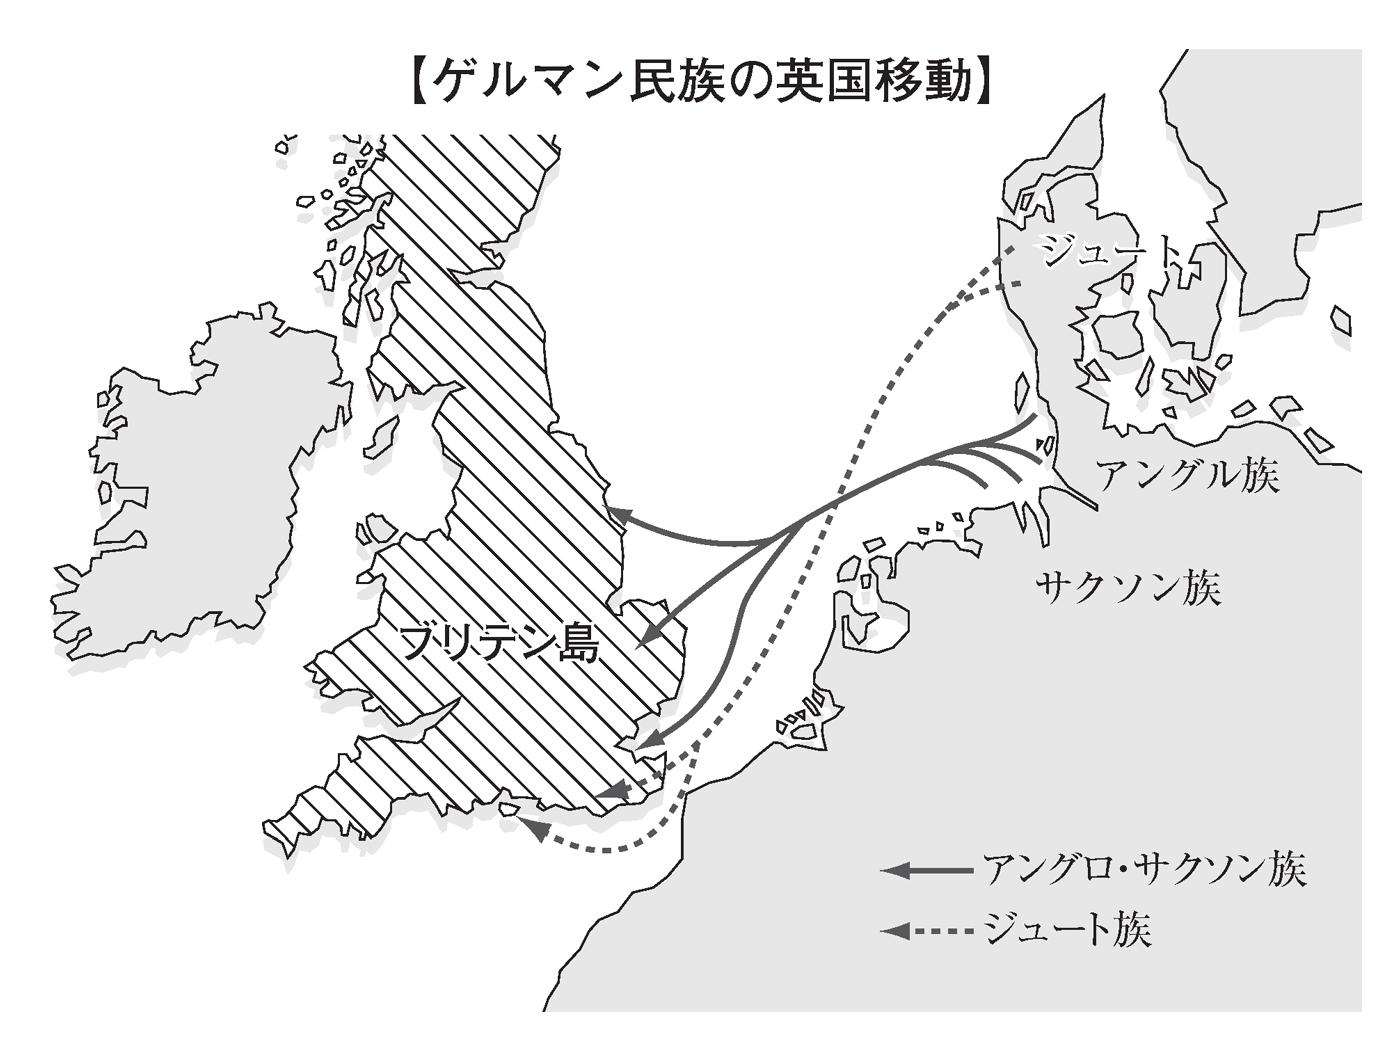 【ゲルマン民族の英国移動】
ジュート
アングル族
サクソン族
ブリテン島
アングロ・サクソン族
ジュート族